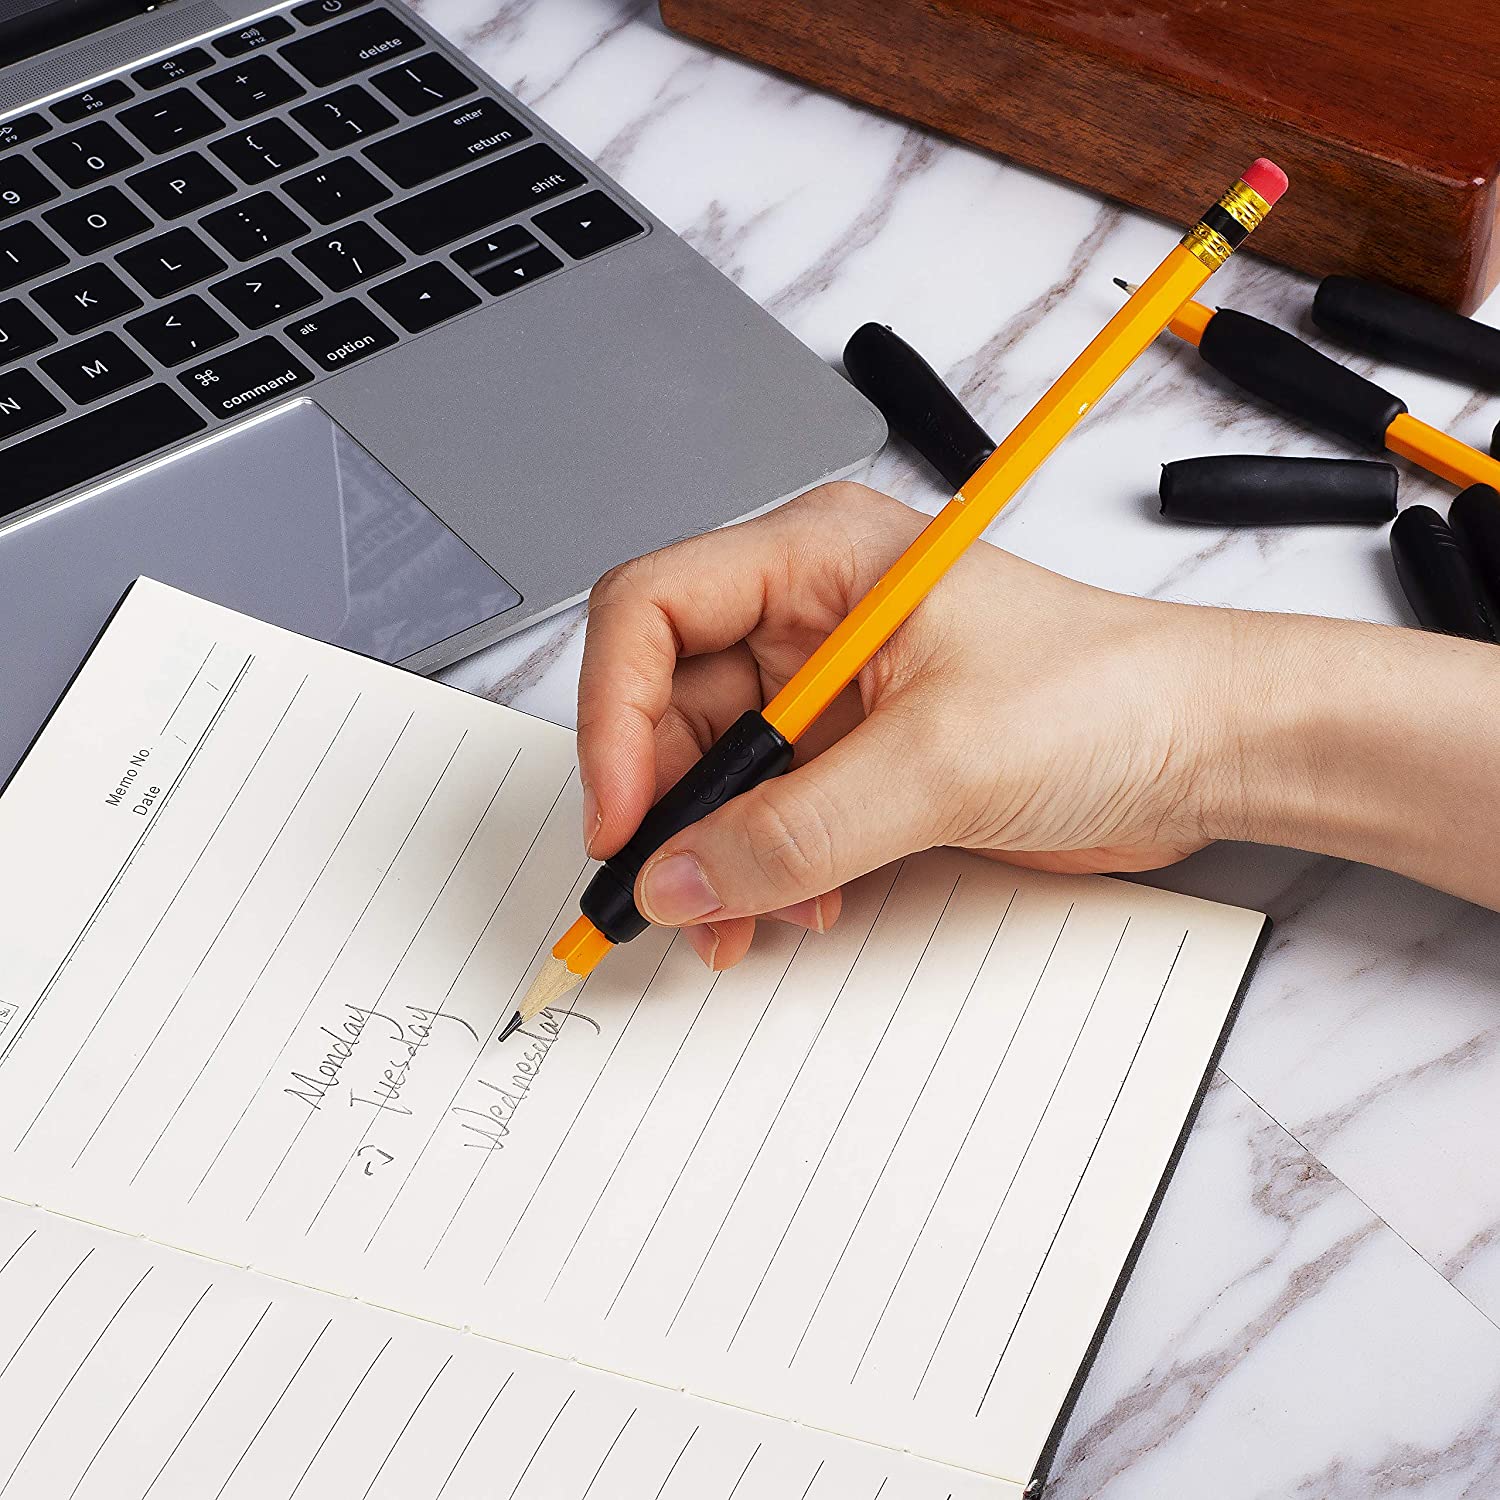 delete
F12
F11
F10
F9
+ =
_ -
) 0
9
| \
} ]
{ [
P
O
I
enter
return
" '
: ;
L
K
J
shift
? /
> .
< ,
M
N
alt
option
⌘
command
Memo No.
Date / /
Monday
Tuesday
Wednesday